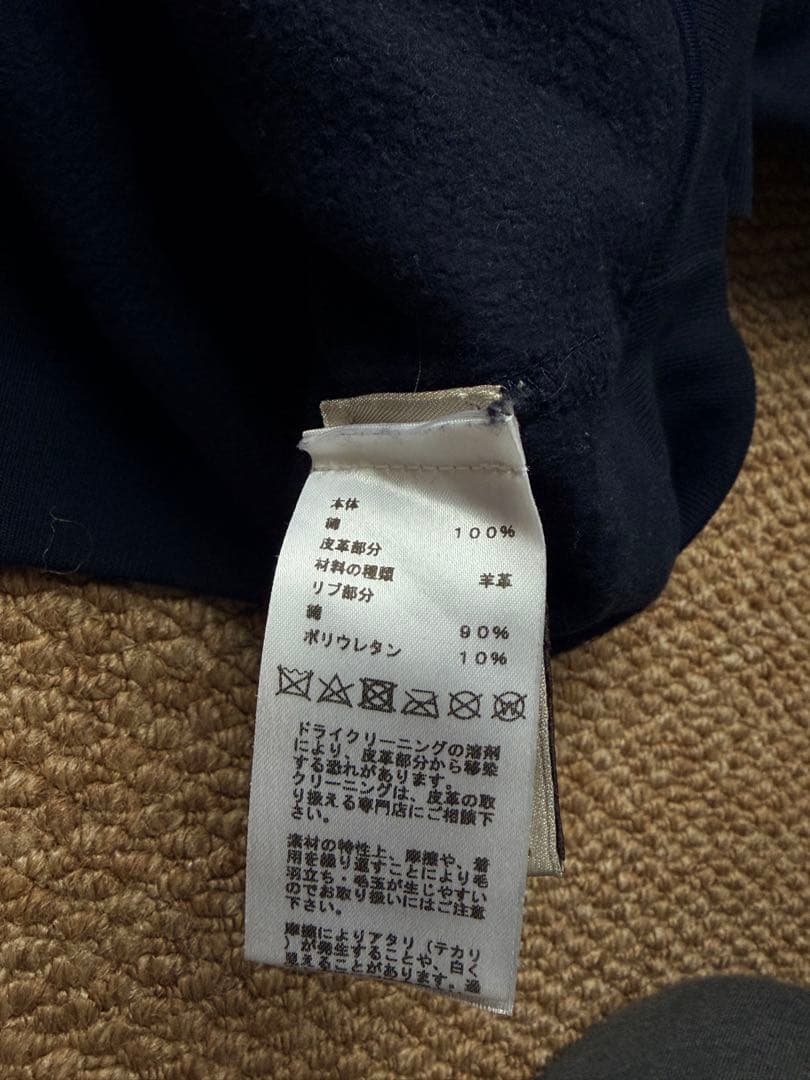 本体
綿 100%
皮革部分
材料の種類 羊革
リブ部分
綿 90%
ポリウレタン 10%
ドライクリーニングの溶剤
により、皮革部分から移染
する恐れがあります。
クリーニングは、皮革の取
り扱える専門店にご相談下
さい。
素材の特性上、摩擦や、着
用を繰り返すことにより毛
羽立ち・毛玉が生じやすい
のでお取り扱いにはご注意
下さい。
摩擦によりアタリ（テカリ
）が発生することや、白く
見えることがあります。過